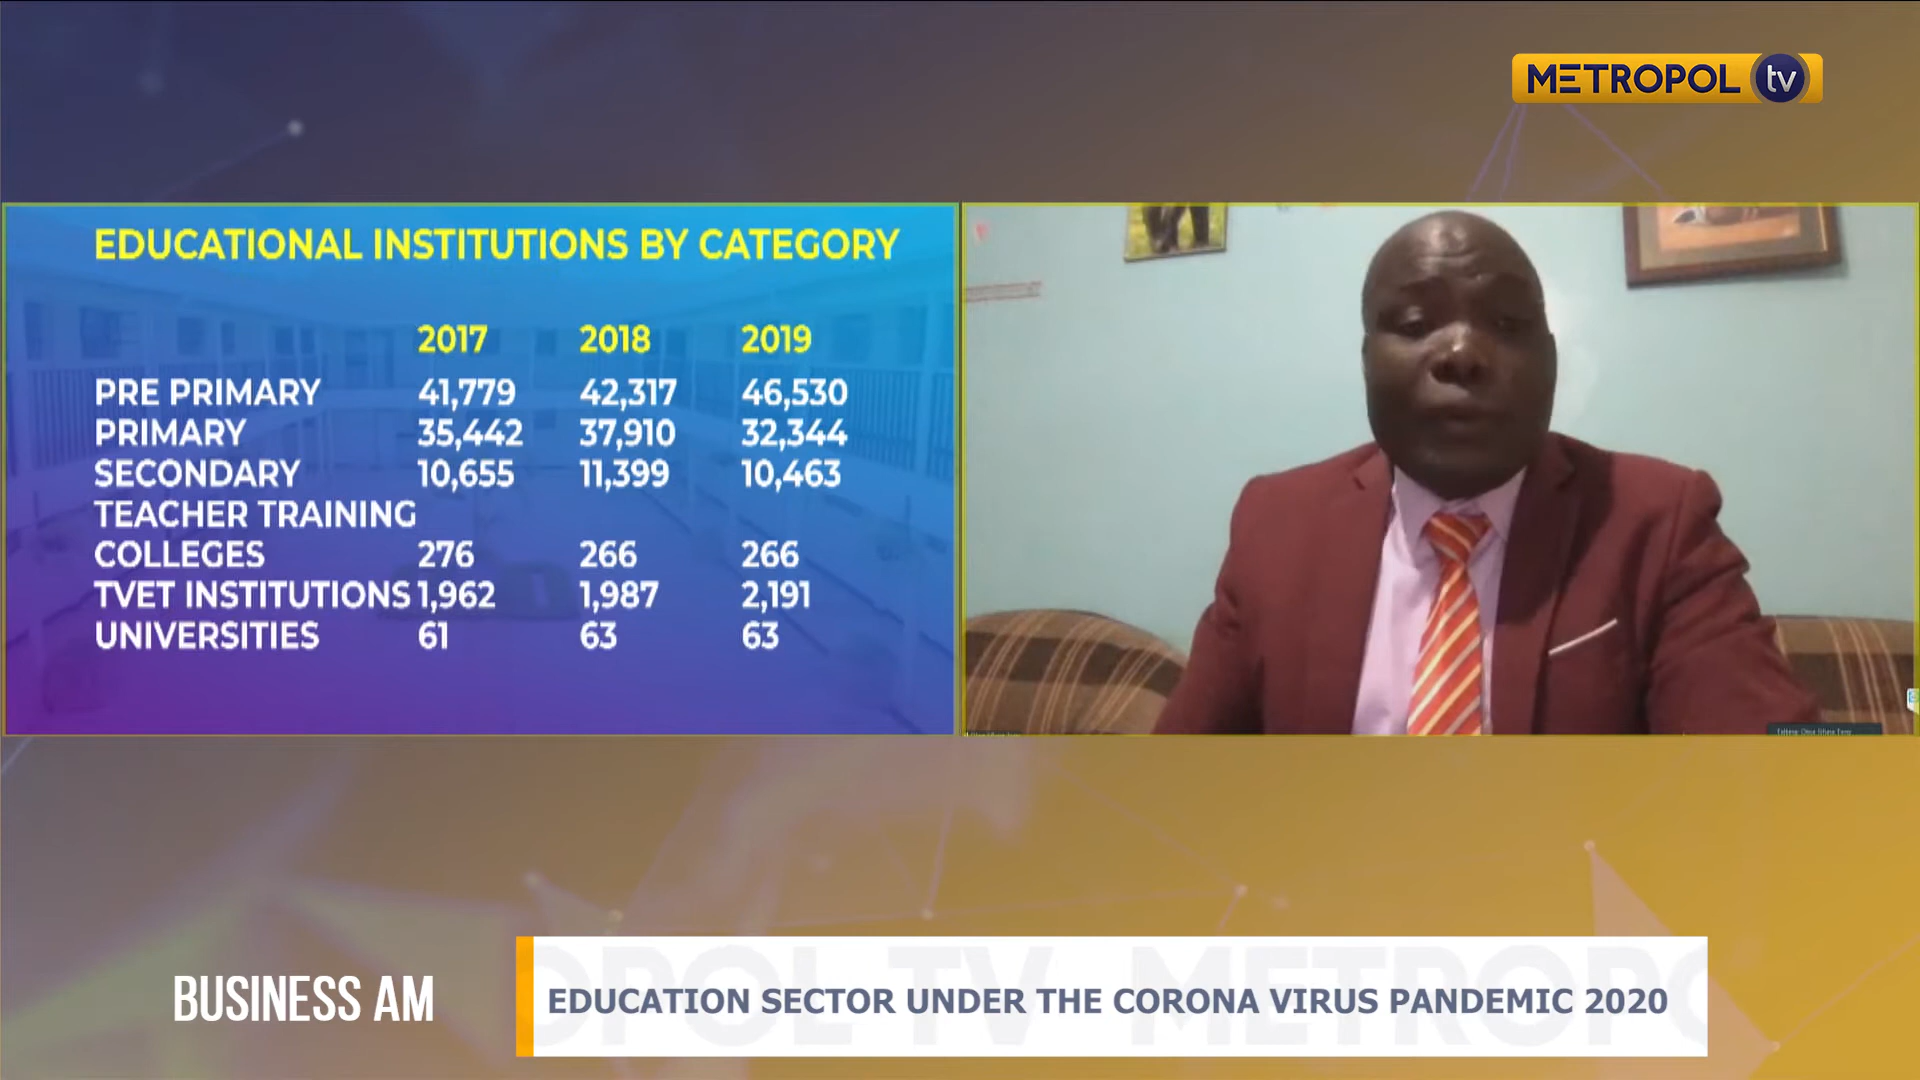 METROPOL tv
EDUCATIONAL INSTITUTIONS BY CATEGORY
2017 2018 2019
PRE PRIMARY 41,779 42,317 46,530
PRIMARY 35,442 37,910 32,344
SECONDARY 10,655 11,399 10,463
TEACHER TRAINING
COLLEGES 276 266 266
TVET INSTITUTIONS 1,962 1,987 2,191
UNIVERSITIES 61 63 63
BUSINESS AM
EDUCATION SECTOR UNDER THE CORONA VIRUS PANDEMIC 2020